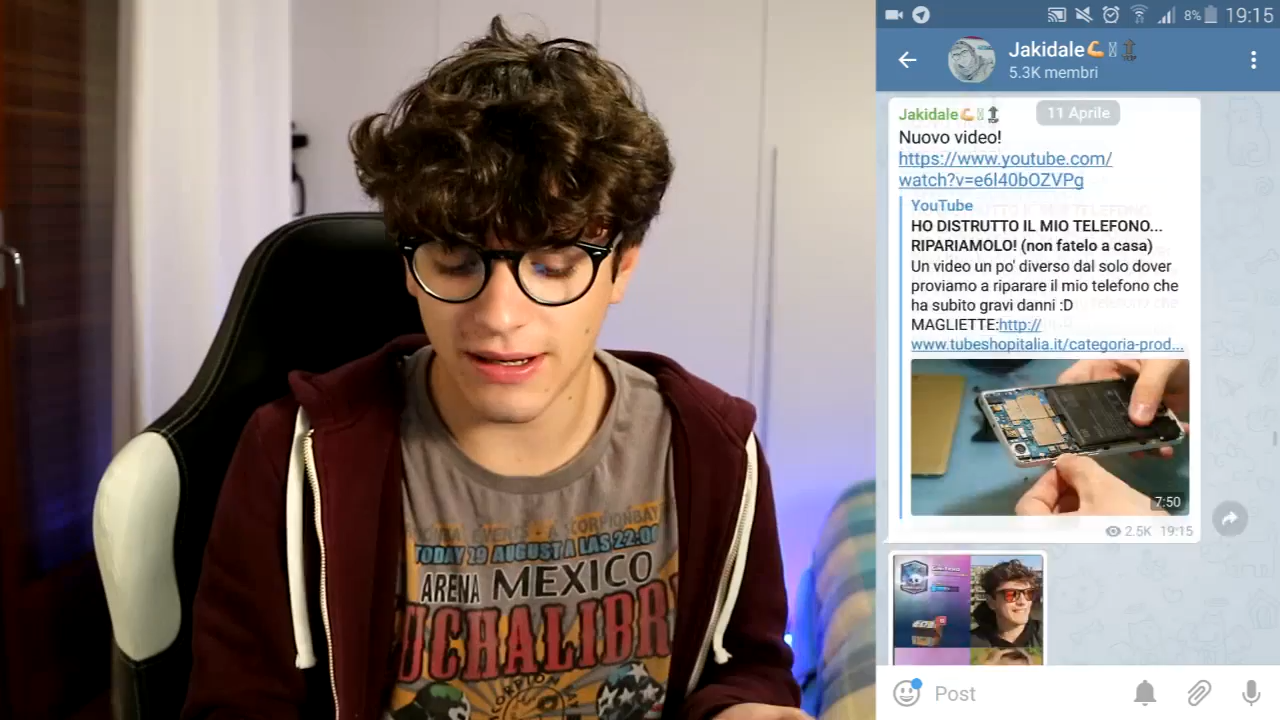 8% 19:15
Jakidale💪
5.3K membri
11 Aprile
Jakidale💪
Nuovo video!
https://www.youtube.com/
watch?v=e6l40bOZVPg
YouTube
HO DISTRUTTO IL MIO TELEFONO...
RIPARIAMOLO! (non fatelo a casa)
Un video un po' diverso dal solo dover
proviamo a riparare il mio telefono che
ha subito gravi danni :D
MAGLIETTE:http://
www.tubeshopitalia.it/categoria-prod...
7:50
2.5K 19:15
Post
TODAY 29 AUGUST A LAS 22:00
ARENA MEXICO
UCHALIBR
SCORPION